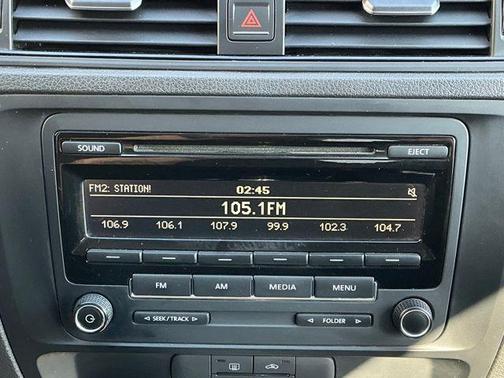 SOUND EJECT
FM2: STATION! 02:45
105.1FM
106.9 106.1 107.9 99.9 102.3 104.7
FM AM MEDIA MENU
◁ SEEK / TRACK ▷ ◁ FOLDER ▷